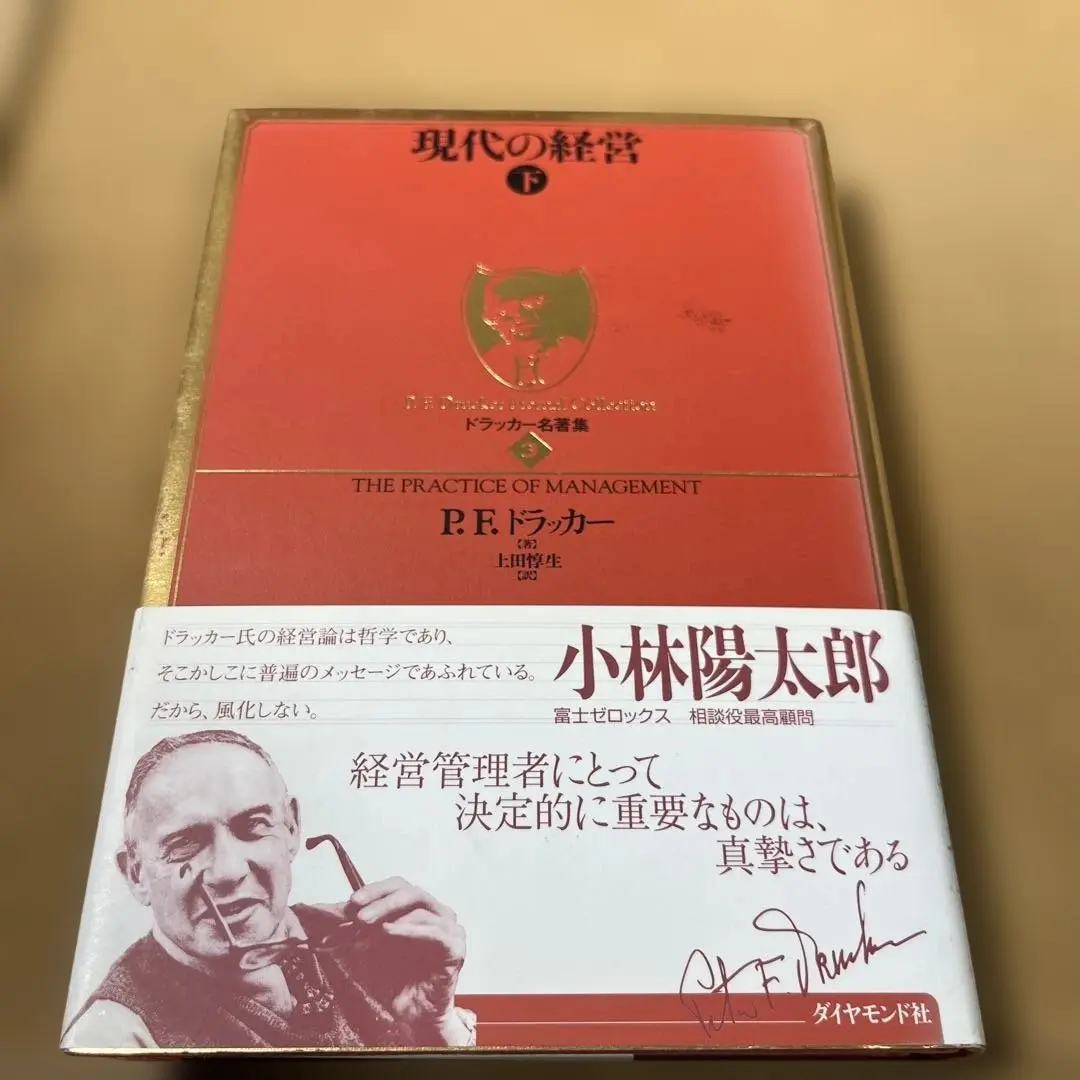 現代の経営
下
P. F. Drucker Eternal Collection
ドラッカー名著集
3
THE PRACTICE OF MANAGEMENT
P. F. ドラッカー
【著】
上田惇生
【訳】
ドラッカー氏の経営論は哲学であり、
そこかしこに普遍のメッセージであふれている。
だから、風化しない。
小林陽太郎
富士ゼロックス 相談役最高顧問
経営管理者にとって
決定的に重要なものは、
真摯さである
Peter F. Drucker
ダイヤモンド社